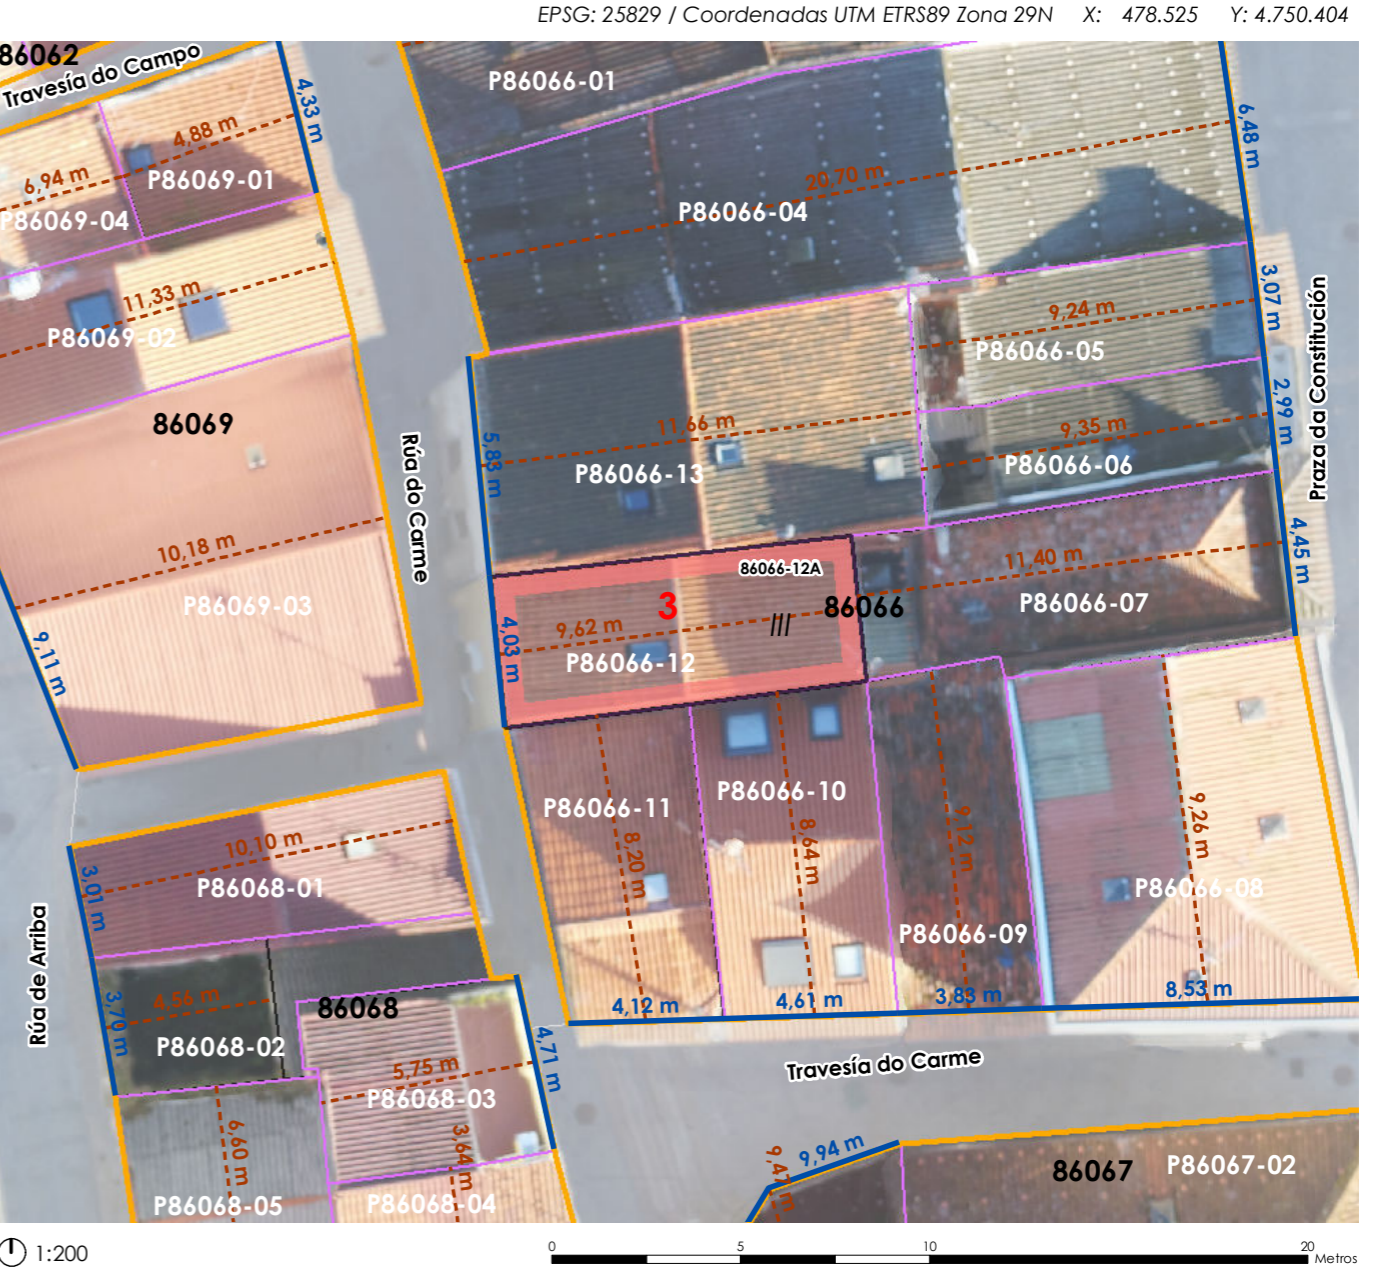 EPSG: 25829 / Coordenadas UTM ETRS89 Zona 29N X: 478.525 Y: 4.750.404
86062
Travesía do Campo
P86066-01
4,33 m
4,88 m
6,94 m
P86069-01
P86069-04
6,48 m
20,70 m
P86066-04
11,33 m
P86069-02
3,07 m
9,24 m
P86066-05
Praza da Constitución
86069
2,99 m
11,66 m
9,35 m
P86066-06
5,83 m
P86066-13
Rúa do Carme
10,18 m
4,45 m
11,40 m
86066-12A
P86069-03
3
86066
P86066-07
9,62 m
III
4,03 m
P86066-12
9,11 m
P86066-10
P86066-11
9,26 m
9,12 m
8,64 m
8,20 m
10,10 m
P86068-01
3,01 m
P86066-08
P86066-09
Rúa de Arriba
4,12 m
4,61 m
3,83 m
8,53 m
4,56 m
86068
3,70 m
P86068-02
4,71 m
5,75 m
Travesía do Carme
P86068-03
6,60 m
3,64 m
9,47 m
9,94 m
86067
P86067-02
P86068-05
P86068-04
1:200
0 5 10 20
Metros